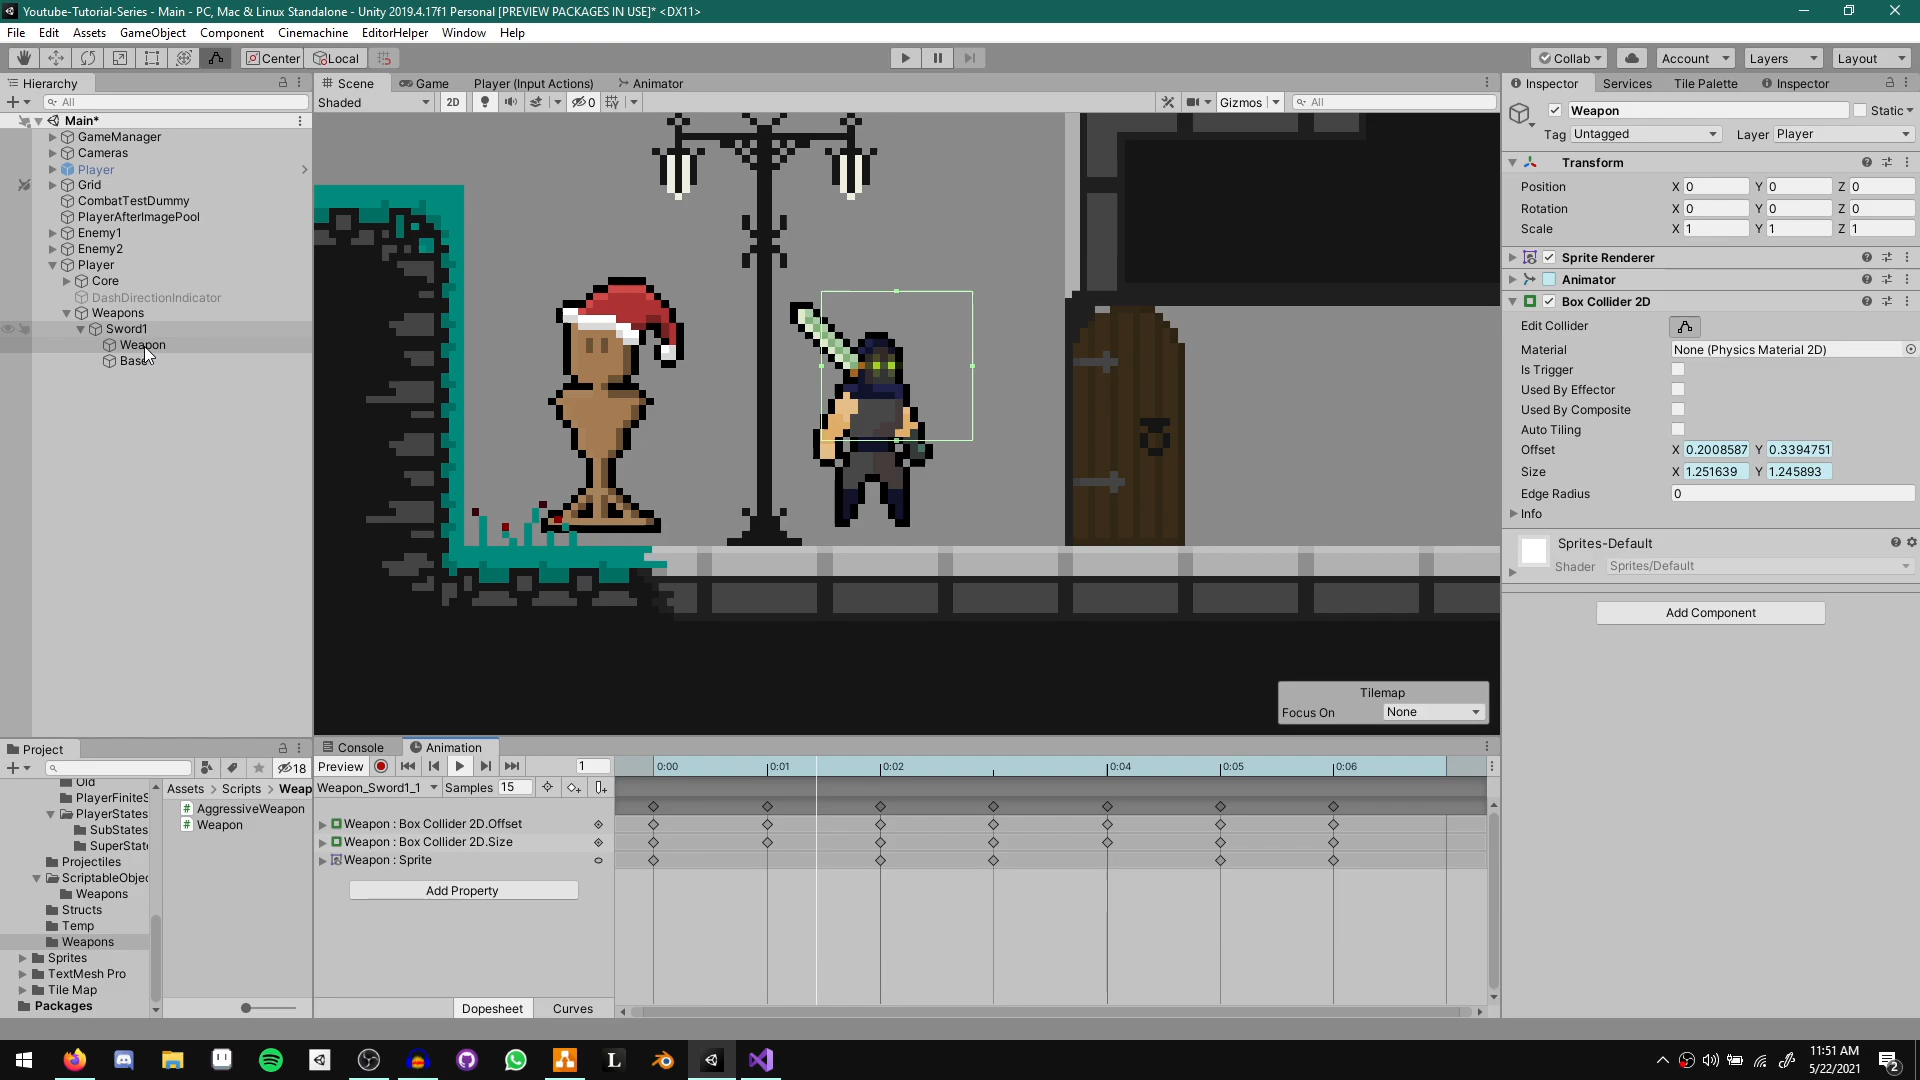 Youtube-Tutorial-Series - Main - PC, Mac & Linux Standalone - Unity 2019.4.17f1 Personal [PREVIEW PACKAGES IN USE]* <DX11>
File Edit Assets GameObject Component Cinemachine EditorHelper Window Help
Center Local Collab Account Layers Layout
Hierarchy
All
Main*
GameManager
Cameras
Player
Grid
CombatTestDummy
PlayerAfterImagePool
Enemy1
Enemy2
Player
Core
DashDirectionIndicator
Weapons
Sword1
Weapon
Base
Scene Game Player (Input Actions) Animator
Shaded 2D 0 Gizmos All
Tilemap
Focus On None
Inspector Services Tile Palette Inspector
Weapon Static
Tag Untagged Layer Player
Transform
Position X 0 Y 0 Z 0
Rotation X 0 Y 0 Z 0
Scale X 1 Y 1 Z 1
Sprite Renderer
Animator
Box Collider 2D
Edit Collider
Material None (Physics Material 2D)
Is Trigger
Used By Effector
Used By Composite
Auto Tiling
Offset X 0.2008587 Y 0.3394751
Size X 1.251639 Y 1.245893
Edge Radius 0
Info
Sprites-Default
Shader Sprites/Default
Add Component
Project
18
Old
PlayerFiniteS
PlayerStates
SubStates
SuperState
Projectiles
ScriptableObjec
Weapons
Structs
Temp
Weapons
Sprites
TextMesh Pro
Tile Map
Packages
Assets > Scripts > Weap
AggressiveWeapon
Weapon
Console Animation
Preview 1
Weapon_Sword1_1 Samples 15
0:00 0:01 0:02 0:04 0:05 0:06
Weapon : Box Collider 2D.Offset
Weapon : Box Collider 2D.Size
Weapon : Sprite
Add Property
Dopesheet Curves
11:51 AM
5/22/2021
2